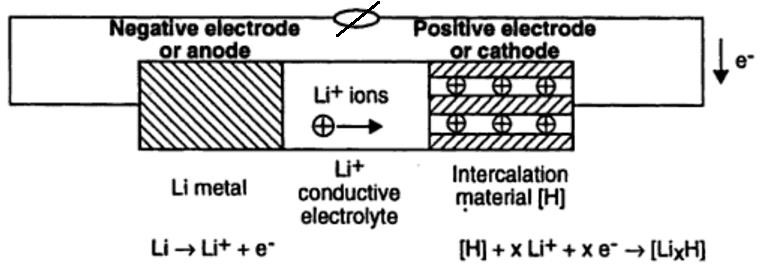 Negative electrode
or anode
Positive electrode
or cathode
e-
Li+ ions
Li metal
Li+
conductive
electrolyte
Intercalation
material [H]
Li → Li+ + e-
[H] + x Li+ + x e- → [LixH]